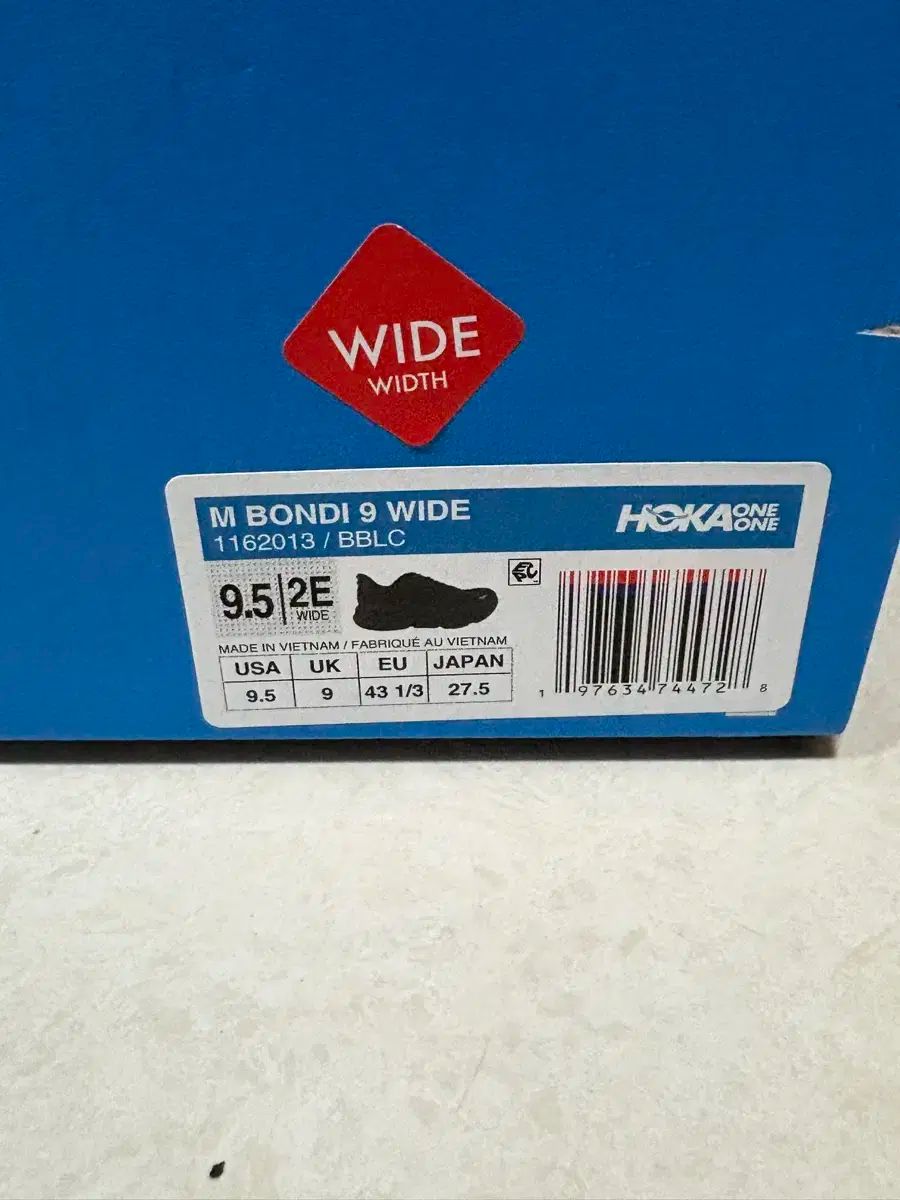 WIDE
WIDTH
M BONDI 9 WIDE
1162013 / BBLC
HOKA ONE ONE
9.5 2E WIDE
MADE IN VIETNAM / FABRIQUÉ AU VIETNAM
USA UK EU JAPAN
9.5 9 43 1/3 27.5
1 97634 74472 8